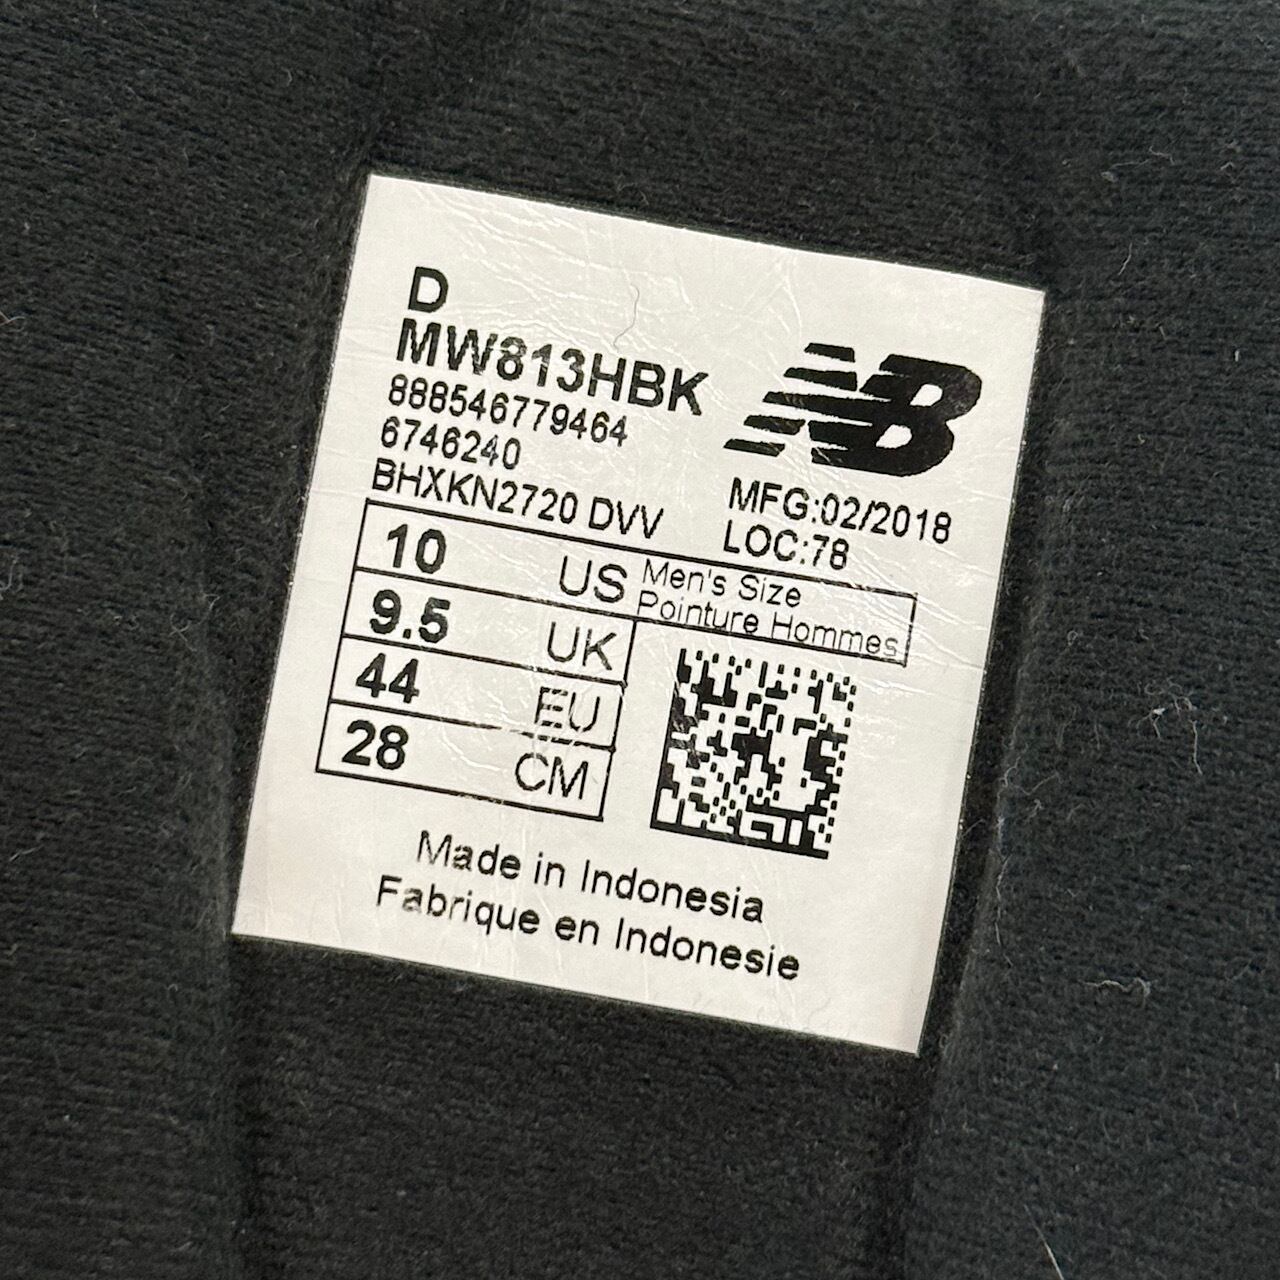 D
MW813HBK
888546779464
6746240
BHXKN2720 DVV
NB
MFG:02/2018
LOC:78
10 US Men's Size
Pointure Hommes
9.5 UK
44 EU
28 CM
Made in Indonesia
Fabrique en Indonesie